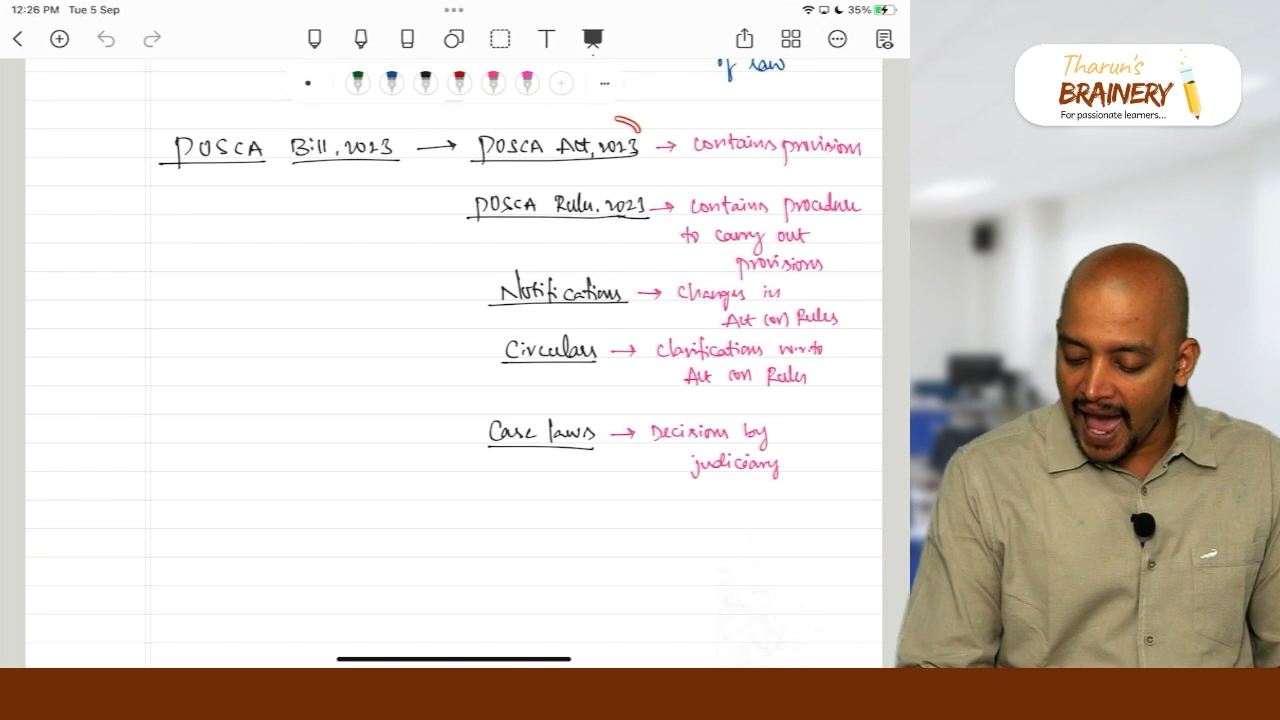 12:26 PM Tue 5 Sep
35%
of law
POSCA Bill, 2023 → POSCA Act, 2023 → contains provisions
POSCA Rules, 2023 → contains procedure
to carry out
provisions
Notifications → changes in
Act (or) Rules
Circulars → clarifications w.r.to
Act (or) Rules
Case laws → Decisions by
judiciary
Tharun's
BRAINERY
For passionate learners...